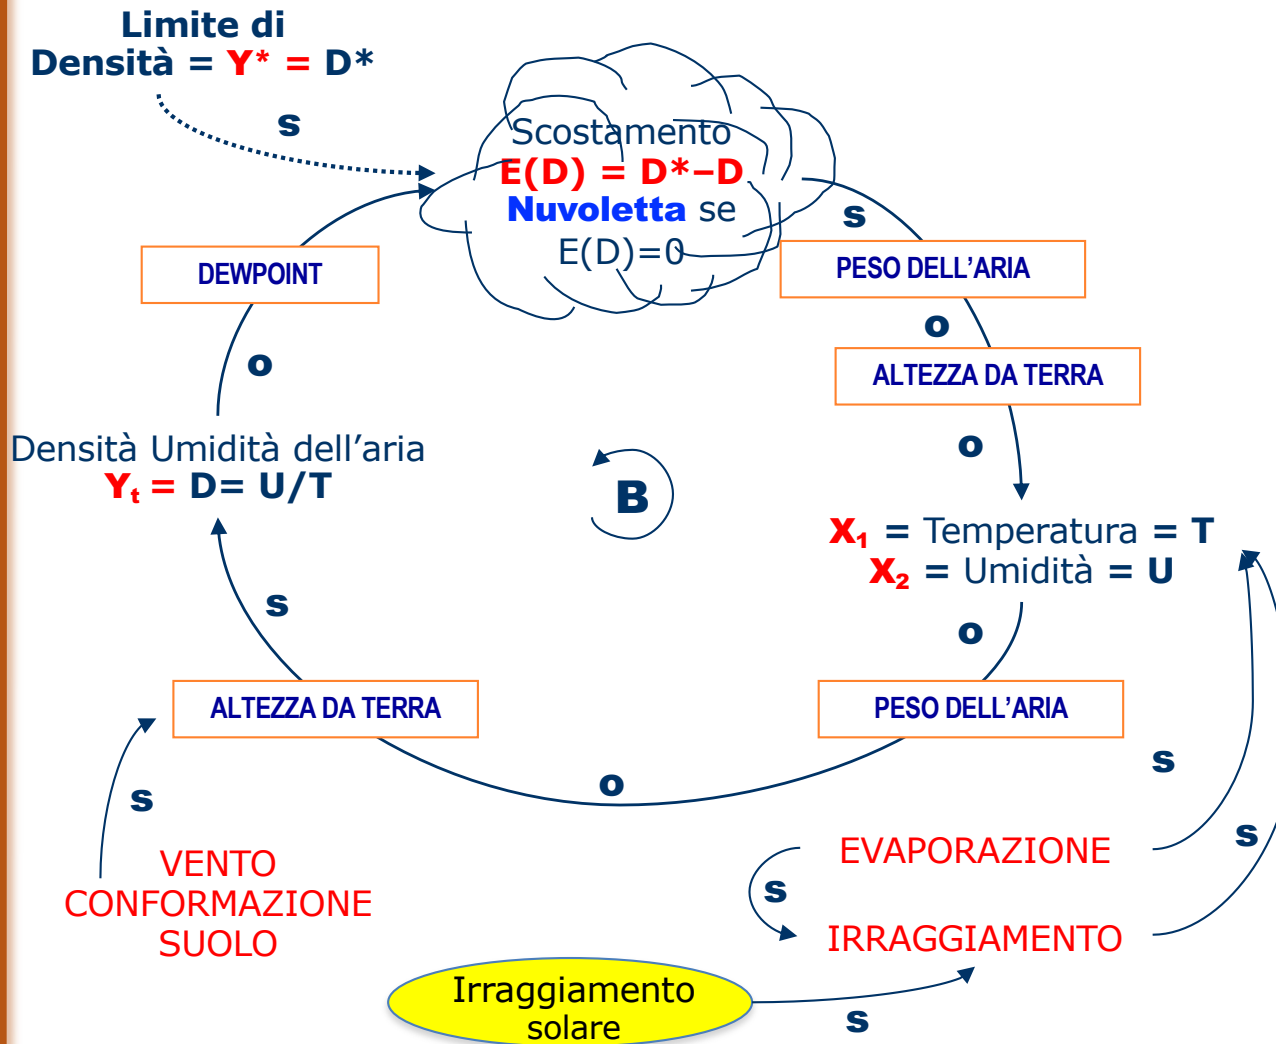 Limite di
Densità = Y* = D*
s
Scostamento
E(D) = D*–D
Nuvoletta se
E(D)=0
s
DEWPOINT
PESO DELL’ARIA
o
o
ALTEZZA DA TERRA
o
Densità Umidità dell’aria
Yt = D= U/T
B
X1 = Temperatura = T
X2 = Umidità = U
s
o
ALTEZZA DA TERRA
PESO DELL’ARIA
o
s
s
s
VENTO
CONFORMAZIONE
SUOLO
EVAPORAZIONE
s
IRRAGGIAMENTO
Irraggiamento
solare
s